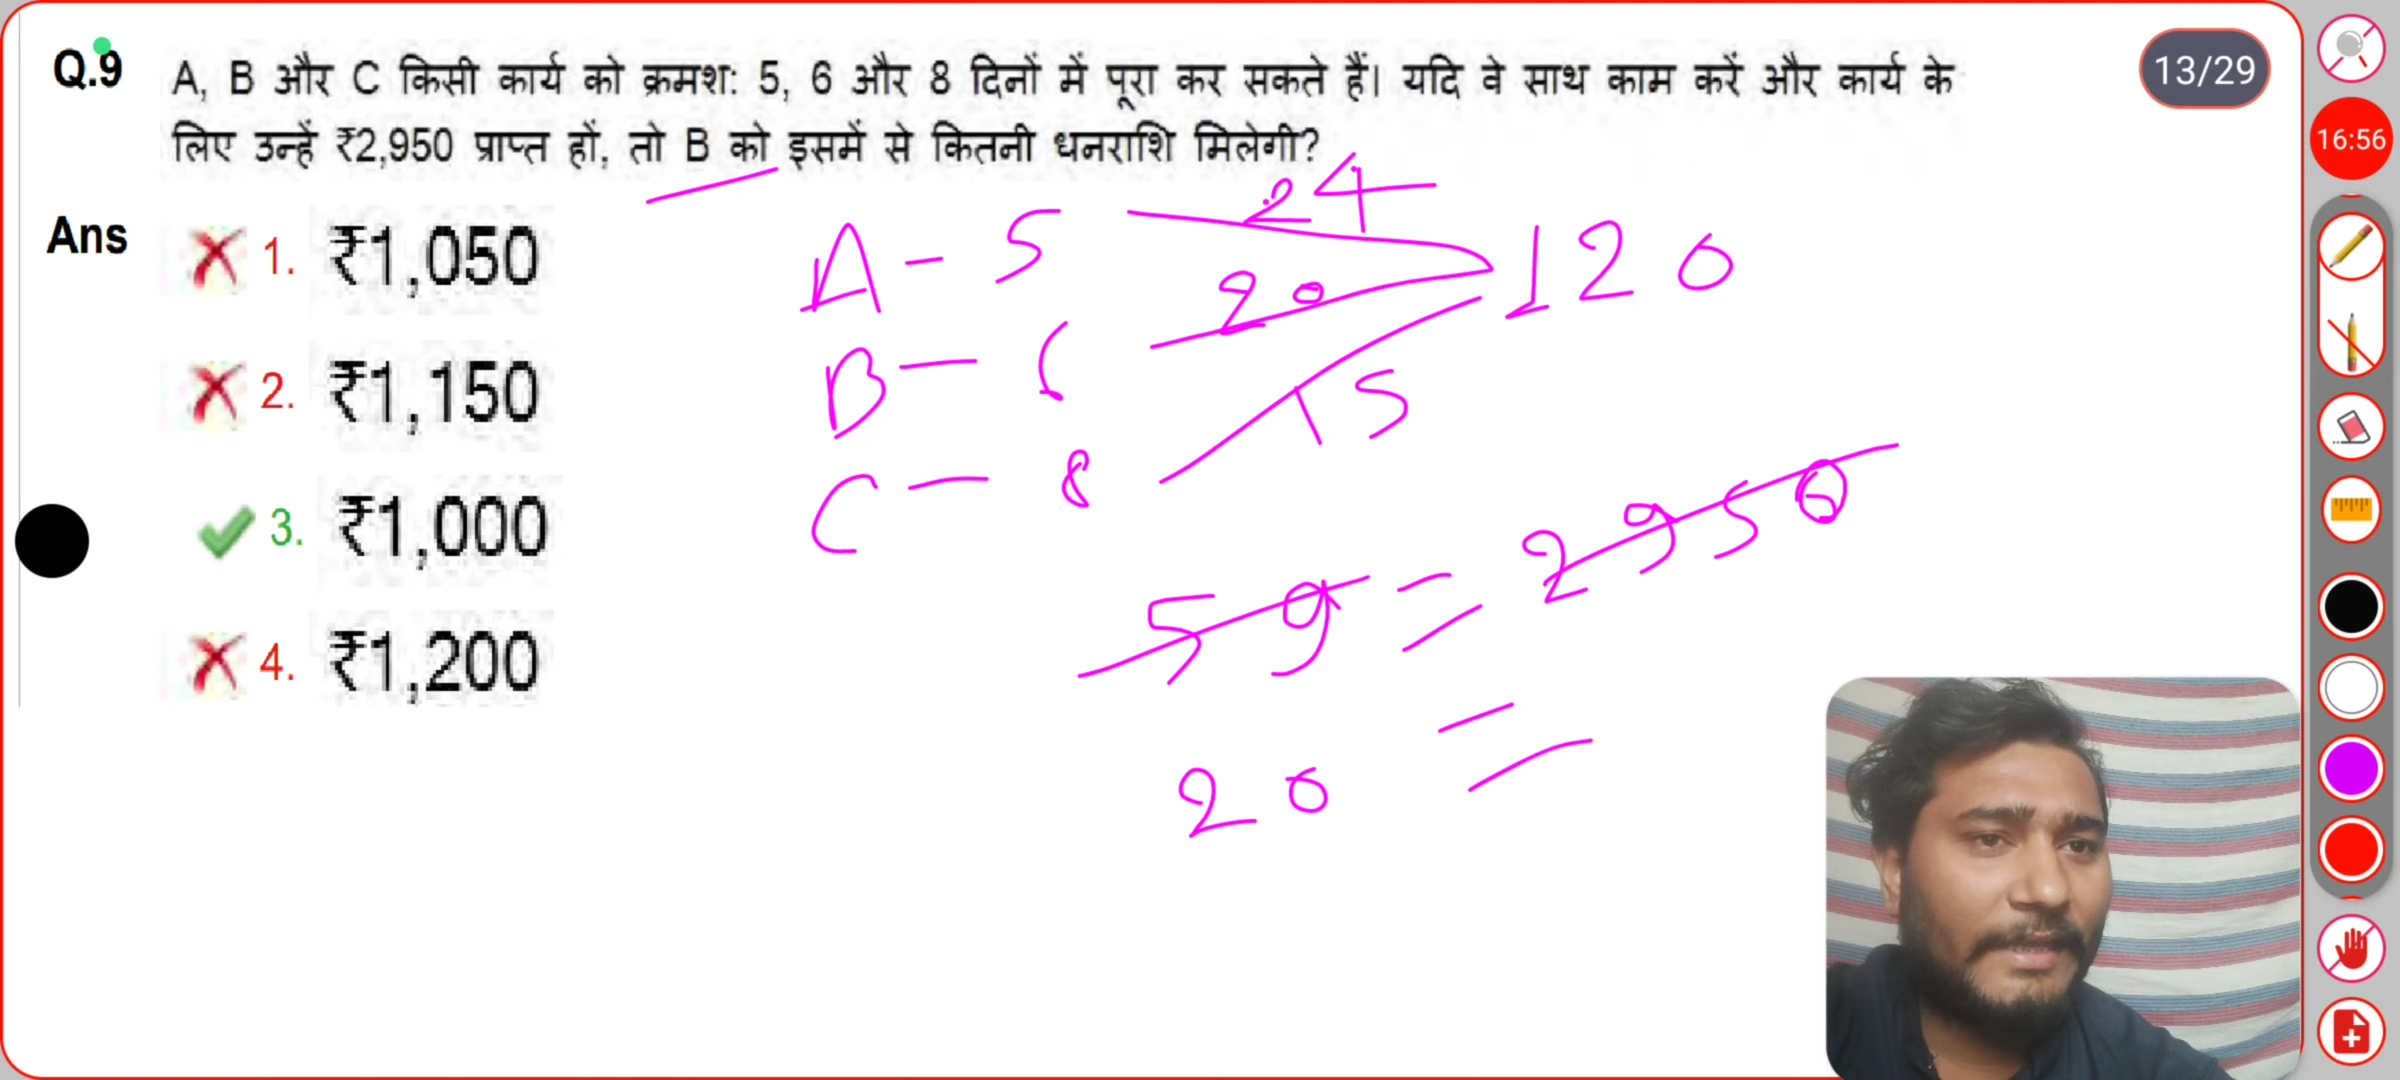 Q.9 A, B और C किसी कार्य को क्रमश: 5, 6 और 8 दिनों में पूरा कर सकते हैं। यदि वे साथ काम करें और कार्य के
लिए उन्हें ₹2,950 प्राप्त हों, तो B को इसमें से कितनी धनराशि मिलेगी?
13/29
16:56
Ans
1. ₹1,050
2. ₹1,150
3. ₹1,000
4. ₹1,200
A - 5 24 120
B - 6 20
C - 8 15
59 = 2950
20 =